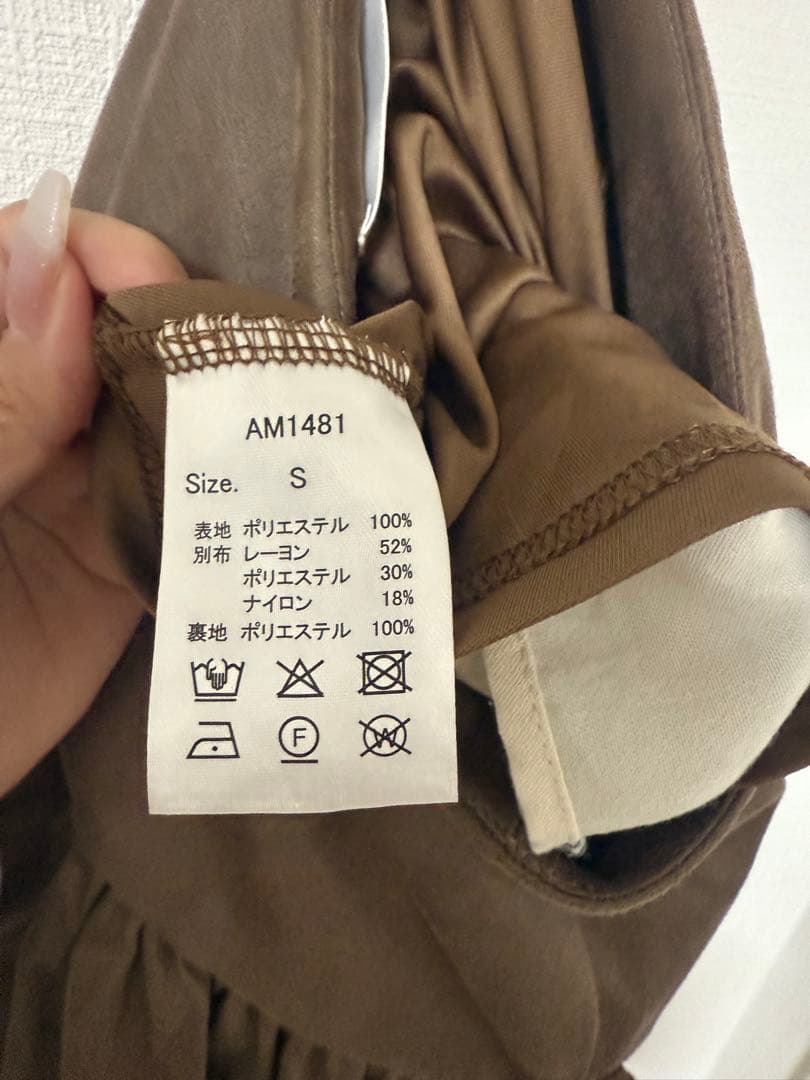 AM1481
Size. S
表地 ポリエステル 100%
別布 レーヨン 52%
ポリエステル 30%
ナイロン 18%
裏地 ポリエステル 100%
F W